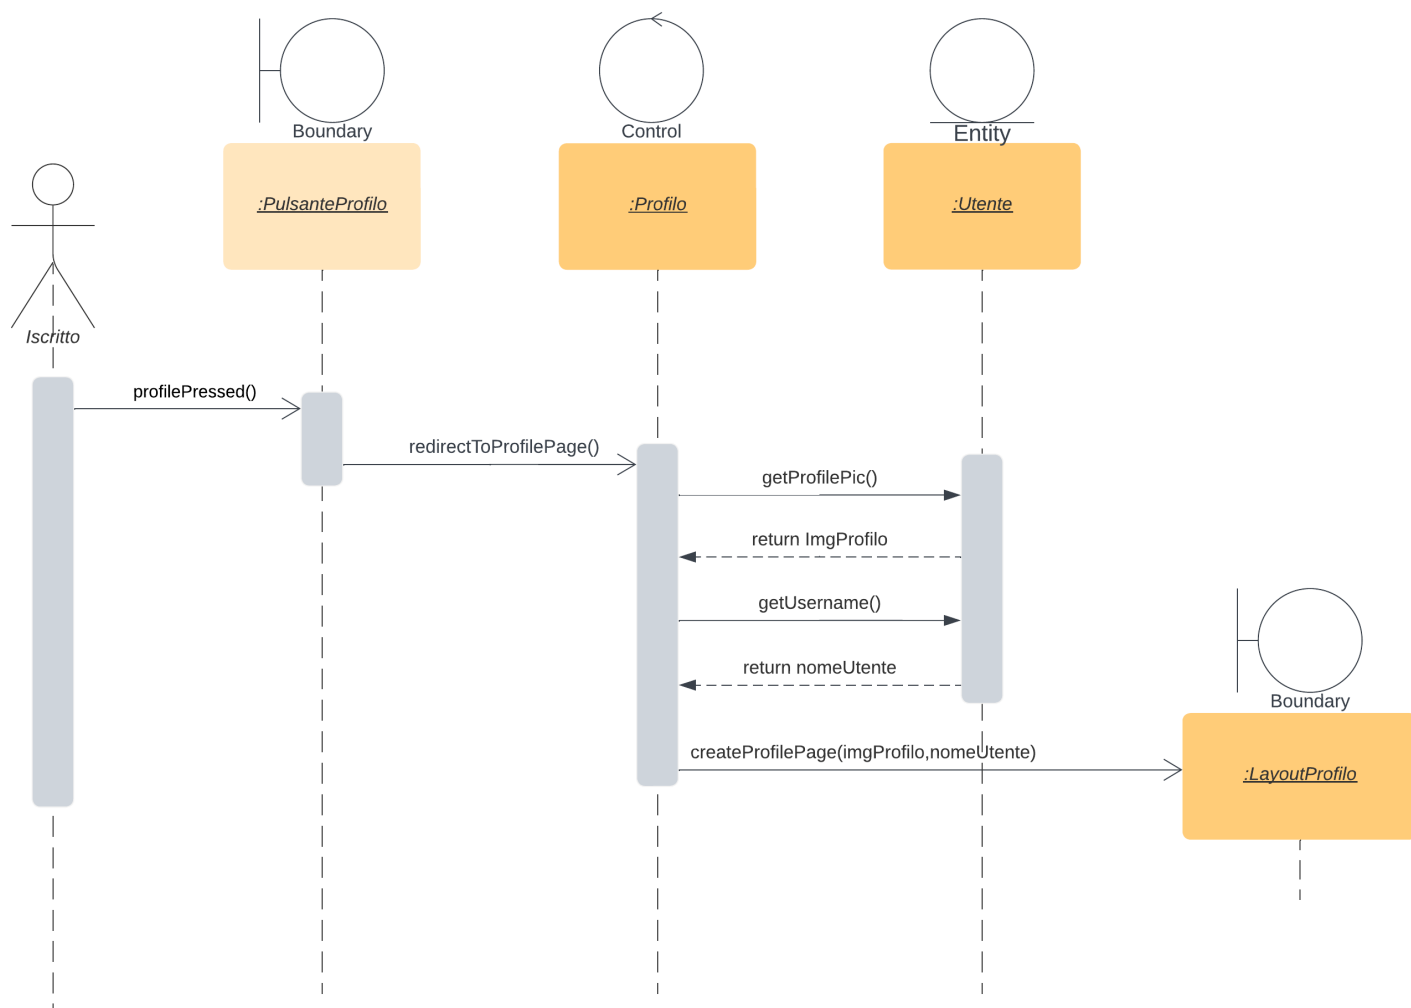 Boundary
Control
Entity
:PulsanteProfilo
:Profilo
:Utente
Iscritto
profilePressed()
redirectToProfilePage()
getProfilePic()
return ImgProfilo
getUsername()
return nomeUtente
Boundary
createProfilePage(imgProfilo,nomeUtente)
:LayoutProfilo